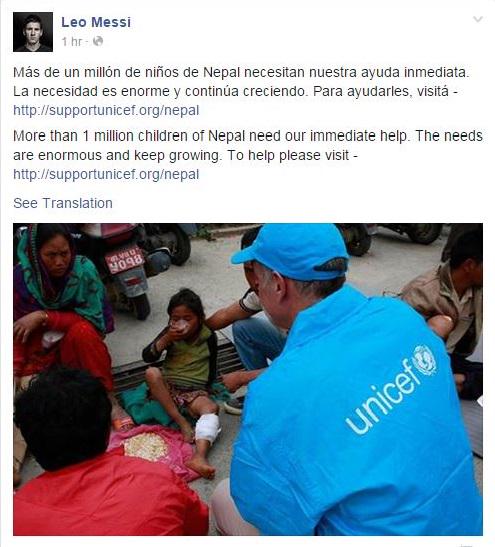 Leo Messi
1 hr ·
Más de un millón de niños de Nepal necesitan nuestra ayuda inmediata.
La necesidad es enorme y continúa creciendo. Para ayudarles, visitá -
http://supportunicef.org/nepal
More than 1 million children of Nepal need our immediate help. The needs
are enormous and keep growing. To help please visit -
http://supportunicef.org/nepal
See Translation
unicef